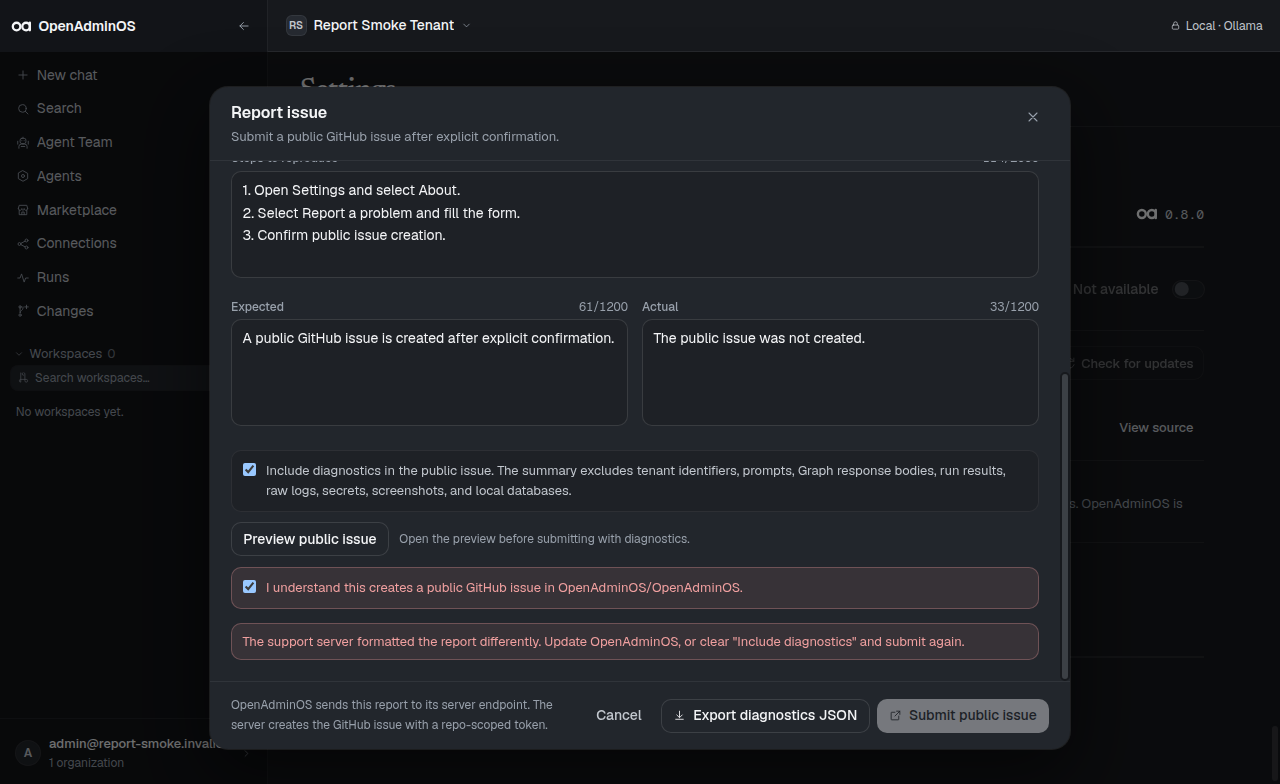 OpenAdminOS
RS Report Smoke Tenant
Local · Ollama
New chat
Search
Agent Team
Agents
Marketplace
Connections
Runs
Changes
Workspaces 0
Search workspaces...
No workspaces yet.
A
admin@report-smoke.invali
1 organization
Settings
Report issue
Submit a public GitHub issue after explicit confirmation.
Steps to reproduce
1. Open Settings and select About.
2. Select Report a problem and fill the form.
3. Confirm public issue creation.
Expected 61/1200
A public GitHub issue is created after explicit confirmation.
Actual 33/1200
The public issue was not created.
Include diagnostics in the public issue. The summary excludes tenant identifiers, prompts, Graph response bodies, run results,
raw logs, secrets, screenshots, and local databases.
Preview public issue
Open the preview before submitting with diagnostics.
I understand this creates a public GitHub issue in OpenAdminOS/OpenAdminOS.
The support server formatted the report differently. Update OpenAdminOS, or clear "Include diagnostics" and submit again.
OpenAdminOS sends this report to its server endpoint. The
server creates the GitHub issue with a repo-scoped token.
Cancel
Export diagnostics JSON
Submit public issue
0.8.0
Not available
Check for updates
View source
s. OpenAdminOS is